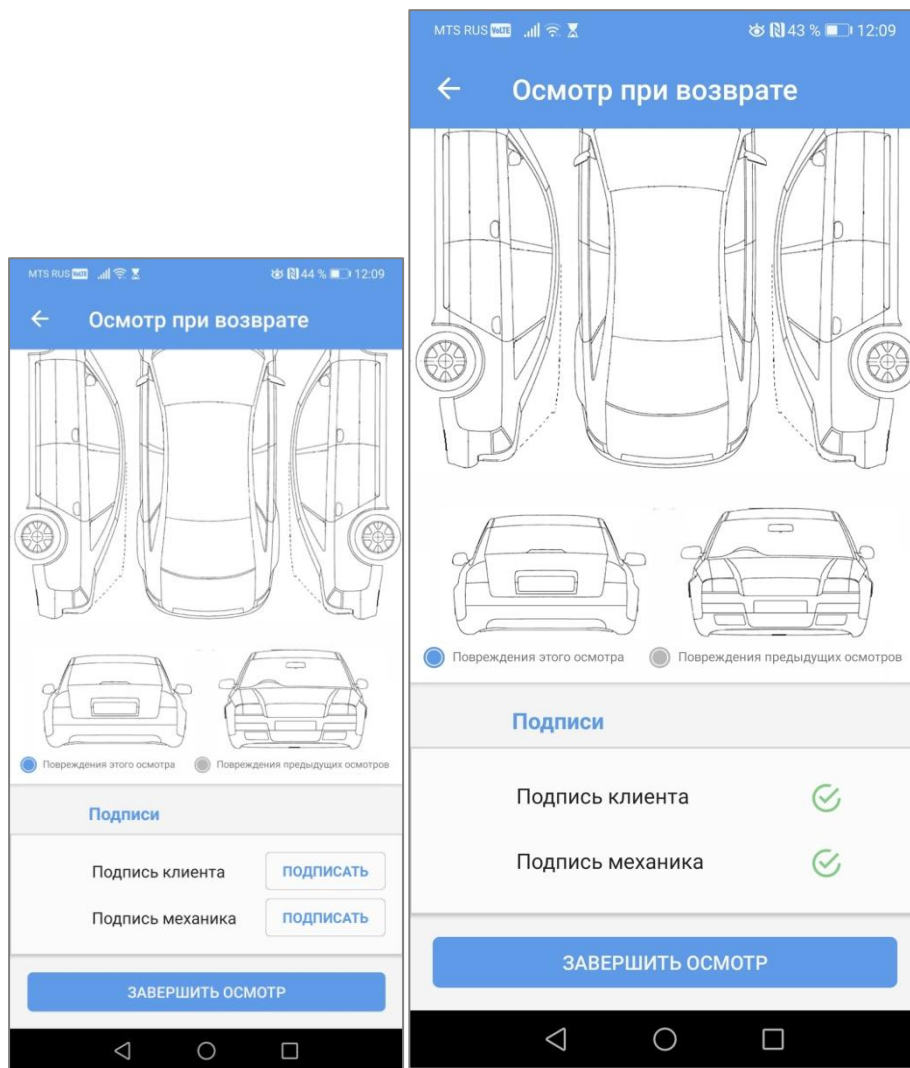 MTS RUS VoLTE 44 % 12:09
Осмотр при возврате
Повреждения этого осмотра Повреждения предыдущих осмотров
Подписи
Подпись клиента ПОДПИСАТЬ
Подпись механика ПОДПИСАТЬ
ЗАВЕРШИТЬ ОСМОТР
MTS RUS VoLTE 43 % 12:09
Осмотр при возврате
Повреждения этого осмотра Повреждения предыдущих осмотров
Подписи
Подпись клиента
Подпись механика
ЗАВЕРШИТЬ ОСМОТР